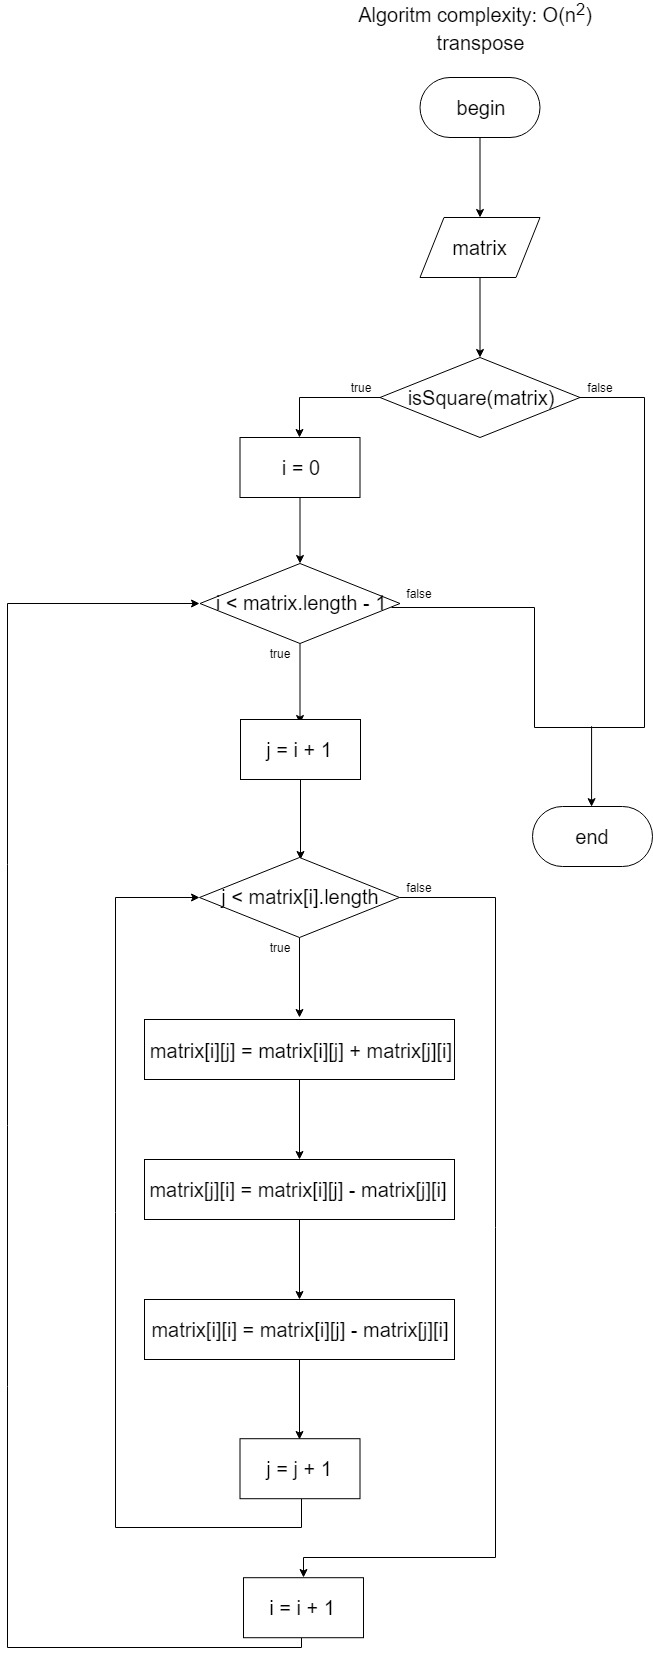 Algoritm complexity: O(n²)
transpose
begin
matrix
true
isSquare(matrix)
false
i = 0
i < matrix.length - 1
false
true
j = i + 1
end
j < matrix[i].length
false
true
matrix[i][j] = matrix[i][j] + matrix[j][i]
matrix[j][i] = matrix[i][j] - matrix[j][i]
matrix[i][i] = matrix[i][j] - matrix[j][i]
j = j + 1
i = i + 1